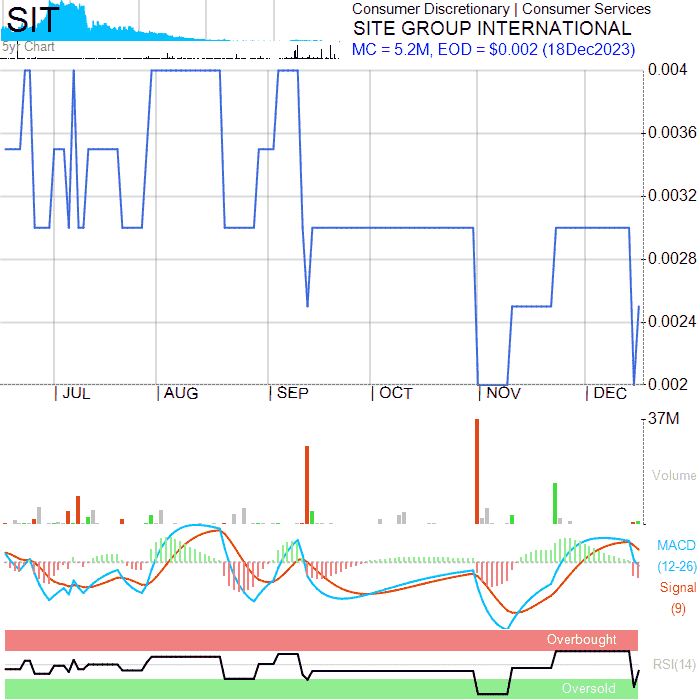 SIT
Consumer Discretionary | Consumer Services
SITE GROUP INTERNATIONAL
5yr Chart
MC = 5.2M, EOD = $0.002 (18Dec2023)
0.004
0.0036
0.0032
0.0028
0.0024
0.002
JUL AUG SEP OCT NOV DEC
37M
Volume
MACD
(12-26)
Signal
(9)
Overbought
RSI(14)
Oversold